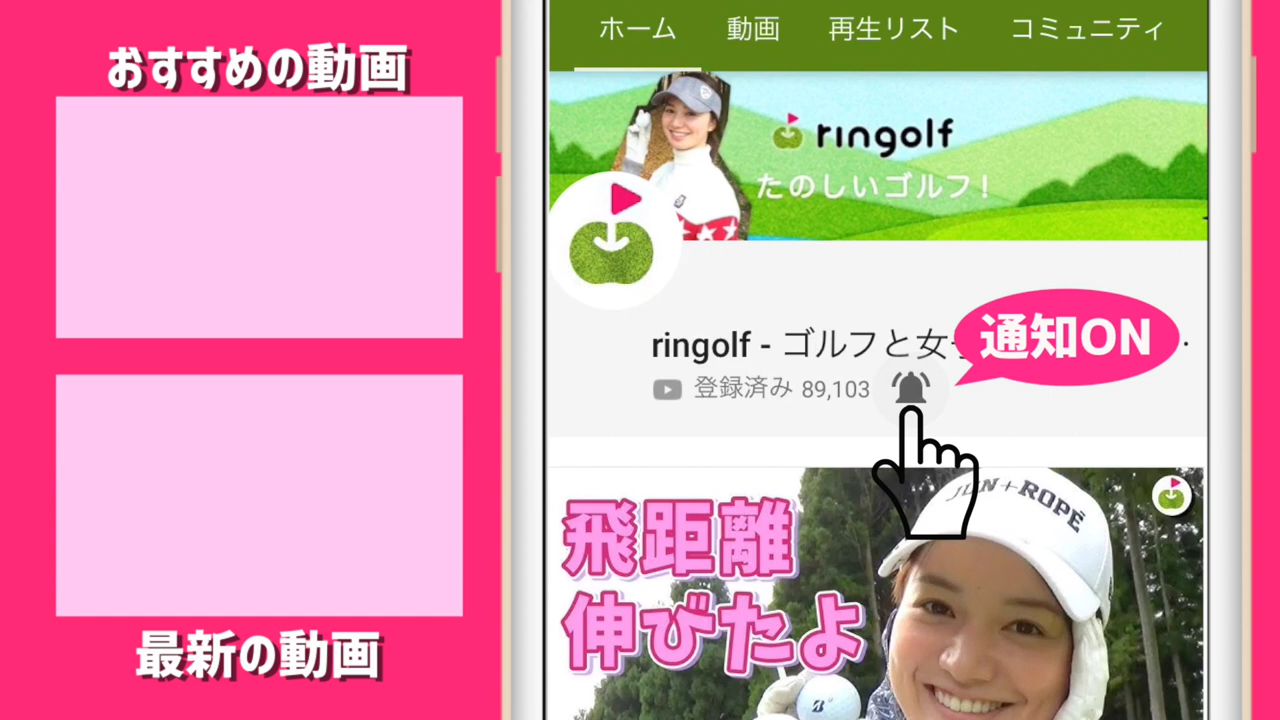 おすすめの動画
最新の動画
ホーム 動画 再生リスト コミュニティ
ringolf
たのしいゴルフ!
ringolf - ゴルフと女
通知ON
登録済み 89,103
飛距離
伸びたよ
JUN+ROPÉ
B